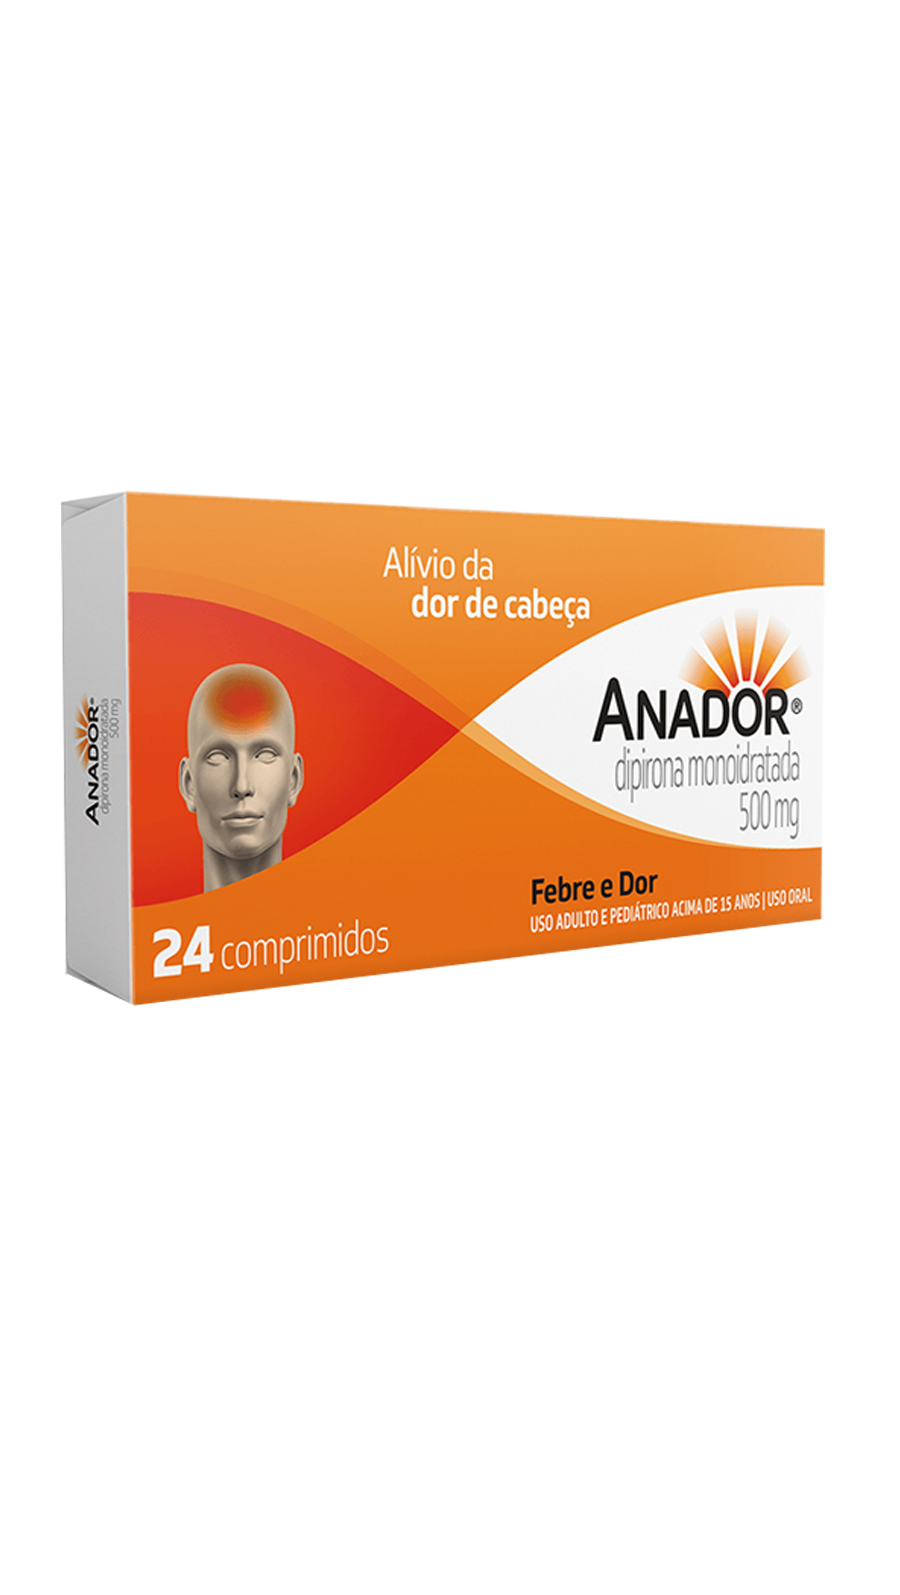 Alívio da
dor de cabeça
ANADOR®
dipirona monoidratada
500 mg
Febre e Dor
USO ADULTO E PEDIÁTRICO ACIMA DE 15 ANOS | USO ORAL
24 comprimidos
ANADOR®
dipirona monoidratada
500 mg